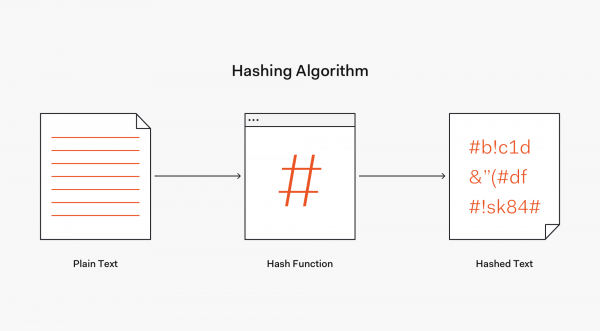 Hashing Algorithm
#
#b!c1d
&”(#df
#!sk84#
Plain Text
Hash Function
Hashed Text